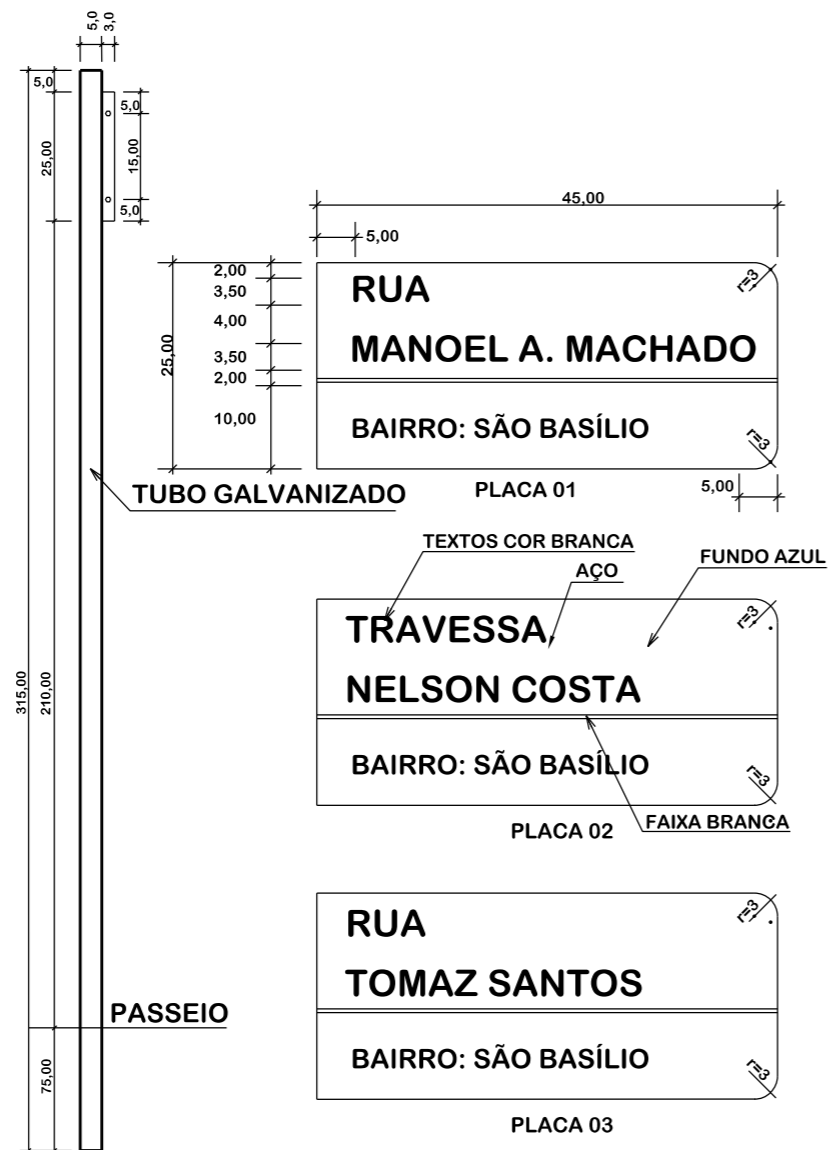 5,0
3,0
5,0
25,00
5,0
15,00
5,0
315,00
210,00
75,00
TUBO GALVANIZADO
PASSEIO
45,00
5,00
25,00
2,00
3,50
4,00
3,50
2,00
10,00
RUA
MANOEL A. MACHADO
BAIRRO: SÃO BASÍLIO
r=3
r=3
PLACA 01
5,00
TEXTOS COR BRANCA
AÇO
FUNDO AZUL
TRAVESSA
NELSON COSTA
BAIRRO: SÃO BASÍLIO
r=3
r=3
PLACA 02
FAIXA BRANCA
RUA
TOMAZ SANTOS
BAIRRO: SÃO BASÍLIO
r=3
r=3
PLACA 03